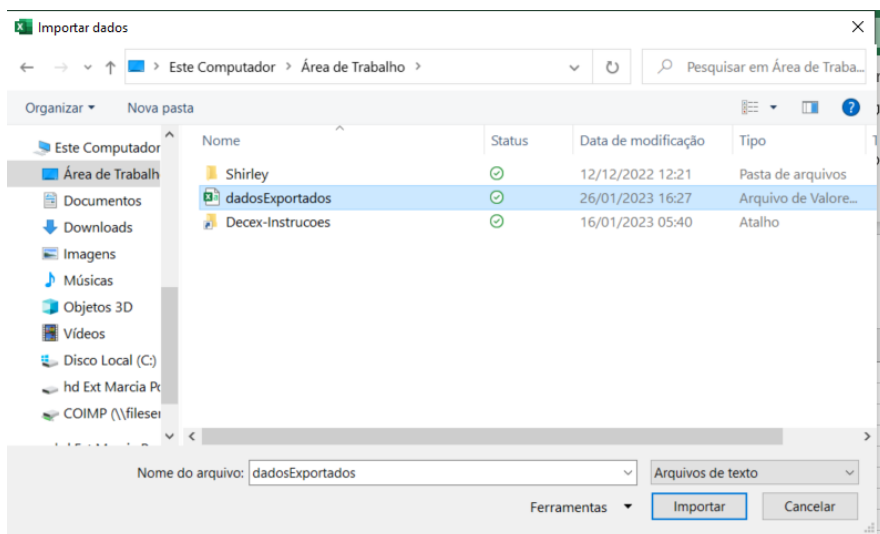 Importar dados
Este Computador > Área de Trabalho >
Pesquisar em Área de Traba...
Organizar Nova pasta
Nome Status Data de modificação Tipo
Este Computador
Área de Trabalh
Documentos
Downloads
Imagens
Músicas
Objetos 3D
Vídeos
Disco Local (C:)
hd Ext Marcia Po
COIMP (\\fileser
Shirley 12/12/2022 12:21 Pasta de arquivos
dadosExportados 26/01/2023 16:27 Arquivo de Valore...
Decex-Instrucoes 16/01/2023 05:40 Atalho
Nome do arquivo: dadosExportados Arquivos de texto
Ferramentas Importar Cancelar